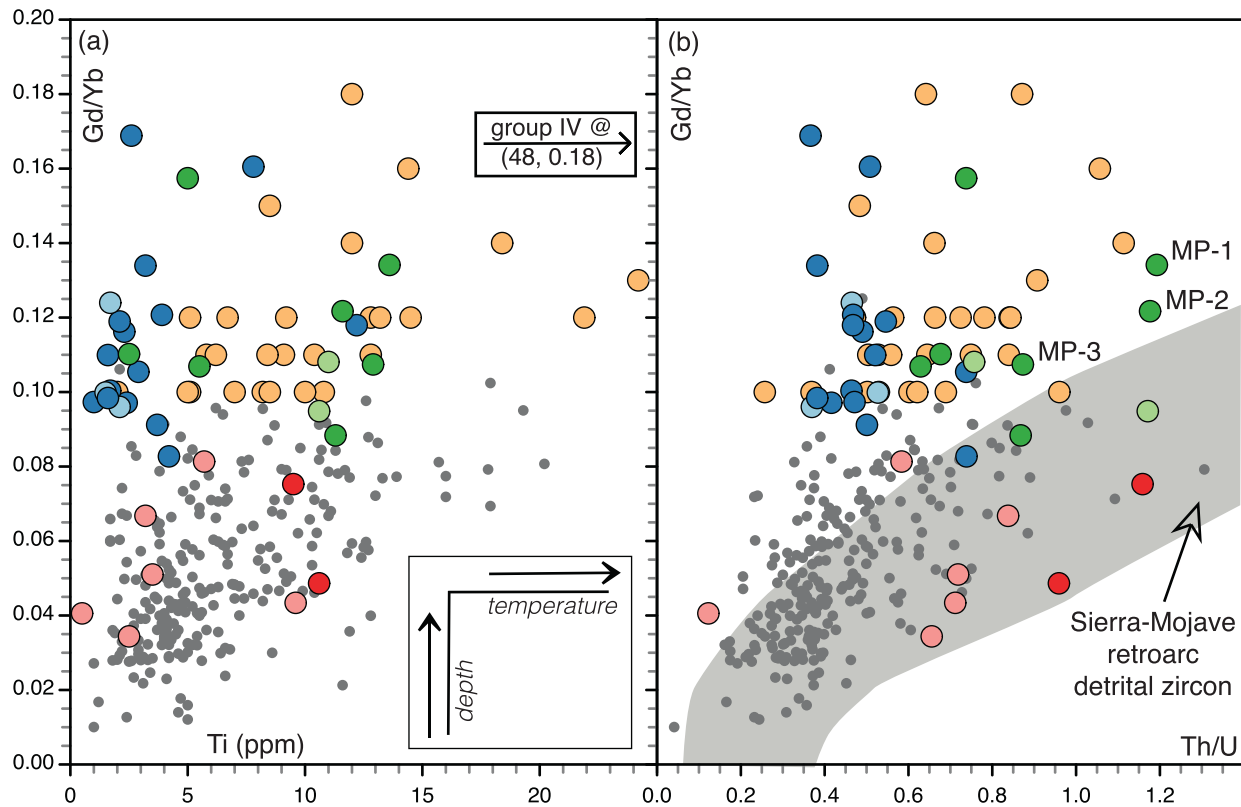 0.20
0.18
0.16
0.14
0.12
0.10
0.08
0.06
0.04
0.02
0.00
(a)
Gd/Yb
group IV @
(48, 0.18)
temperature
depth
Ti (ppm)
0
5
10
15
20
(b)
Gd/Yb
MP-1
MP-2
MP-3
Sierra-Mojave
retroarc
detrital zircon
Th/U
0.0
0.2
0.4
0.6
0.8
1.0
1.2